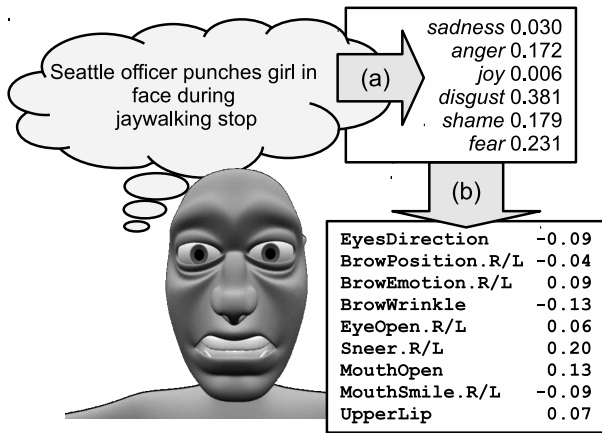 Seattle officer punches girl in
face during
jaywalking stop
(a)
sadness 0.030
anger 0.172
joy 0.006
disgust 0.381
shame 0.179
fear 0.231
(b)
EyesDirection -0.09
BrowPosition.R/L -0.04
BrowEmotion.R/L 0.09
BrowWrinkle -0.13
EyeOpen.R/L 0.06
Sneer.R/L 0.20
MouthOpen 0.13
MouthSmile.R/L -0.09
UpperLip 0.07